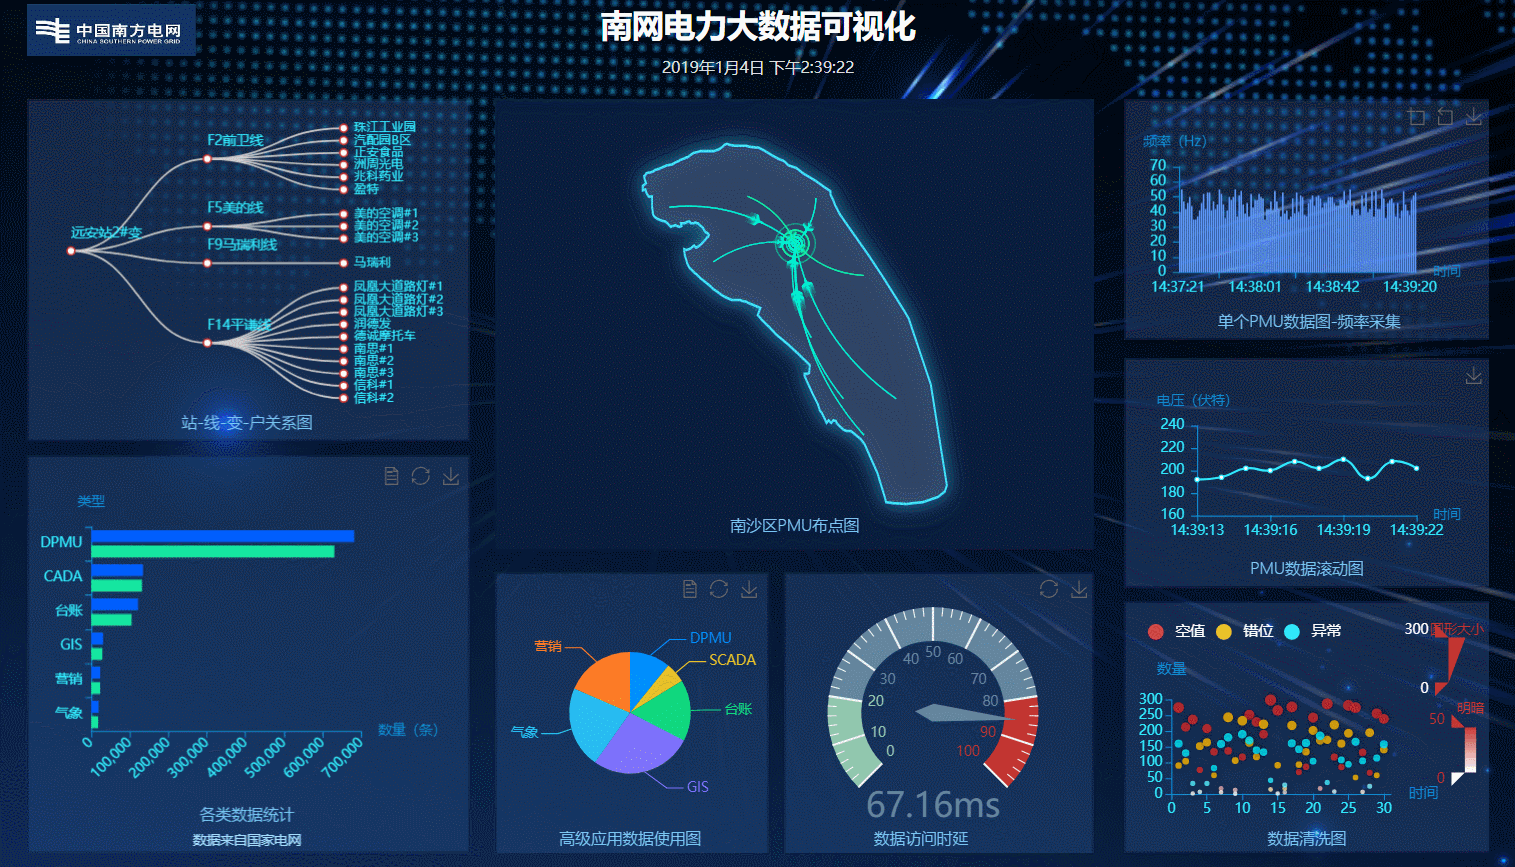 中国南方电网
CHINA SOUTHERN POWER GRID
南网电力大数据可视化
2019年1月4日 下午2:39:22
远安站2#变
F2前卫线
F5美的线
F9马瑞利线
F14平谦线
珠江工业园
汽配园B区
正安食品
洲周光电
兆科药业
盈特
美的空调#1
美的空调#2
美的空调#3
马瑞利
凤凰大道路灯#1
凤凰大道路灯#2
凤凰大道路灯#3
润德发
德诚摩托车
南思#1
南思#2
南思#3
信科#1
信科#2
站-线-变-户关系图
类型
DPMU
CADA
台账
GIS
营销
气象
0
100,000
200,000
300,000
400,000
500,000
600,000
700,000
数量（条）
各类数据统计
数据来自国家电网
南沙区PMU布点图
营销
DPMU
SCADA
台账
气象
GIS
高级应用数据使用图
0
10
20
30
40
50
60
70
80
90
100
67.16ms
数据访问时延
频率（Hz）
70
60
50
40
30
20
10
0
时间
14:37:21
14:38:01
14:38:42
14:39:20
单个PMU数据图-频率采集
电压（伏特）
240
220
200
180
160
时间
14:39:13
14:39:16
14:39:19
14:39:22
PMU数据滚动图
空值
错位
异常
300
图形大小
0
数量
300
250
200
150
100
50
0
明暗
50
0
时间
0
5
10
15
20
25
30
数据清洗图